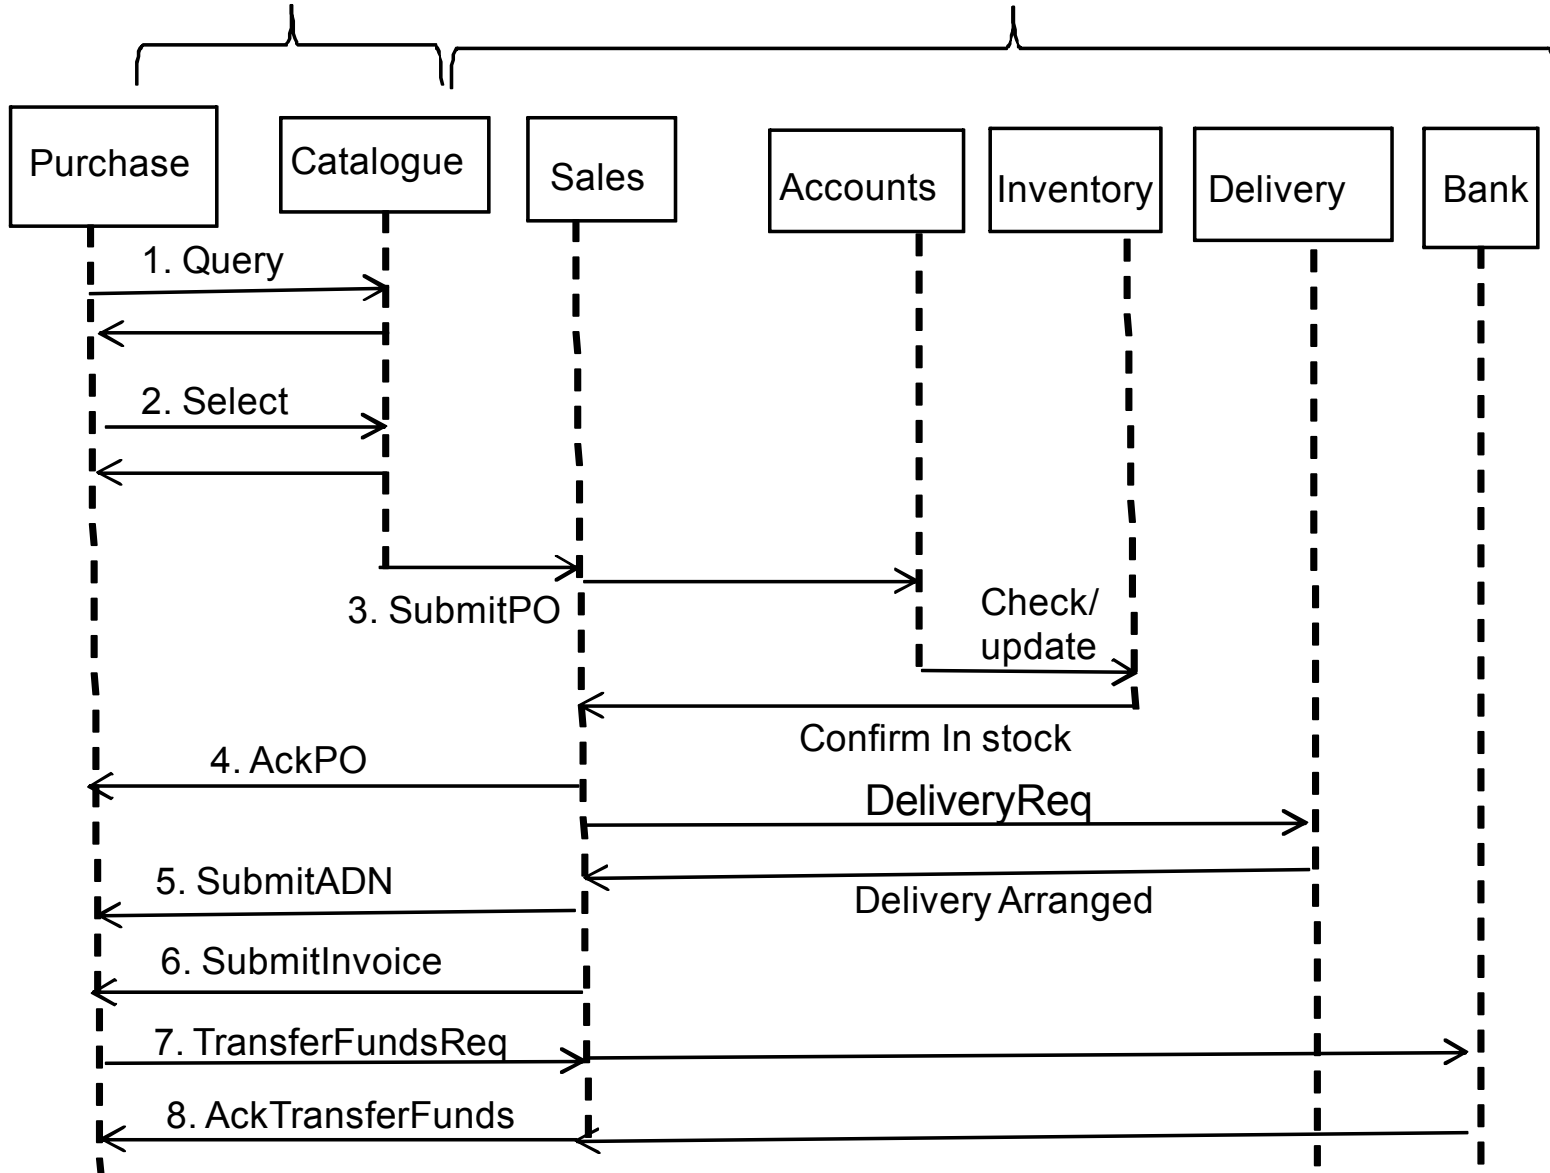 Purchase
Catalogue
Sales
Accounts
Inventory
Delivery
Bank
1. Query
2. Select
3. SubmitPO
Check/
update
Confirm In stock
4. AckPO
DeliveryReq
5. SubmitADN
Delivery Arranged
6. SubmitInvoice
7. TransferFundsReq
8. AckTransferFunds